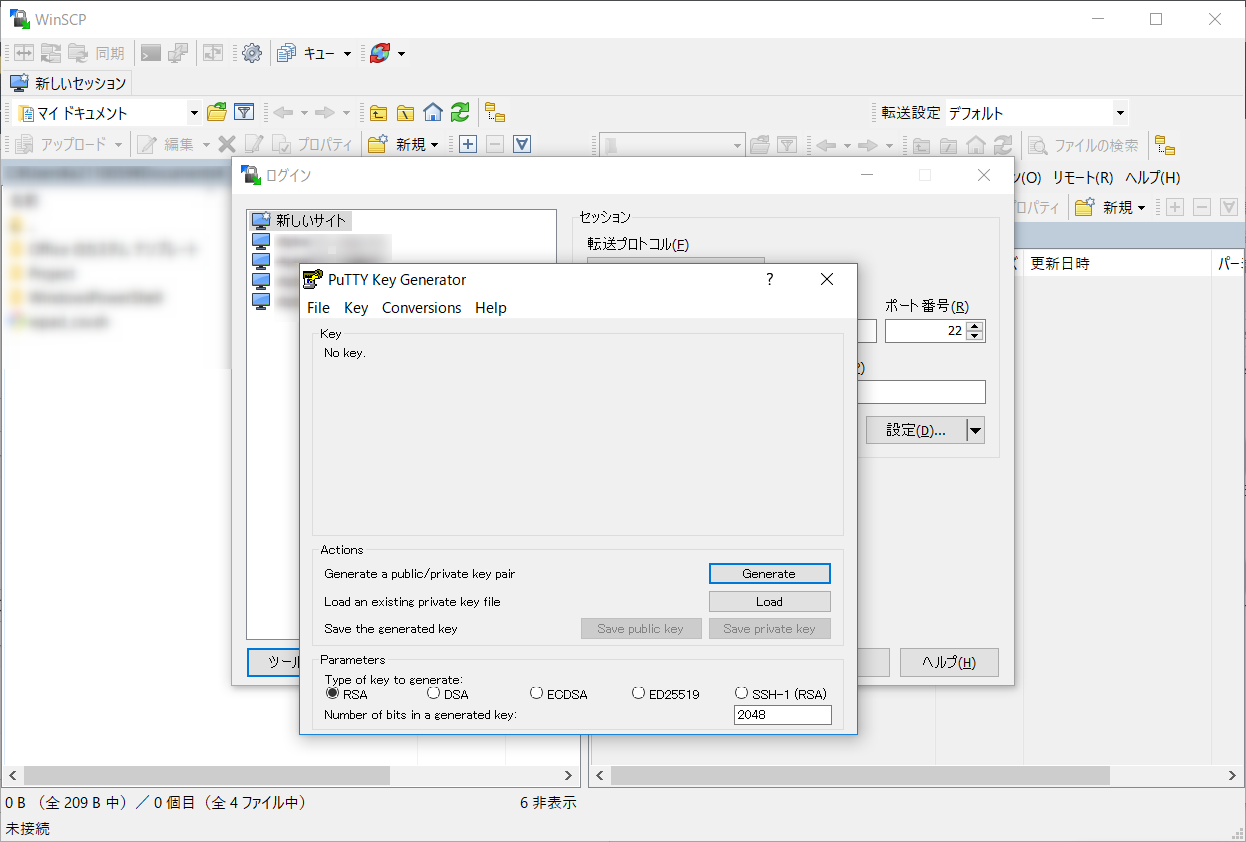 WinSCP
同期
キュー
新しいセッション
マイ ドキュメント
転送設定 デフォルト
アップロード
編集
プロパティ
新規
ファイルの検索
ログイン
(O) リモート(R) ヘルプ(H)
ロパティ
新規
更新日時
パー
新しいサイト
セッション
転送プロトコル(F)
ポート番号(R)
22
設定(D)...
ツール
ヘルプ(H)
PuTTY Key Generator
?
File Key Conversions Help
Key
No key.
Actions
Generate a public/private key pair
Generate
Load an existing private key file
Load
Save the generated key
Save public key
Save private key
Parameters
Type of key to generate:
RSA
DSA
ECDSA
ED25519
SSH-1 (RSA)
Number of bits in a generated key:
2048
0 B （全 209 B 中）／ 0 個目（全 4 ファイル中）
6 非表示
未接続